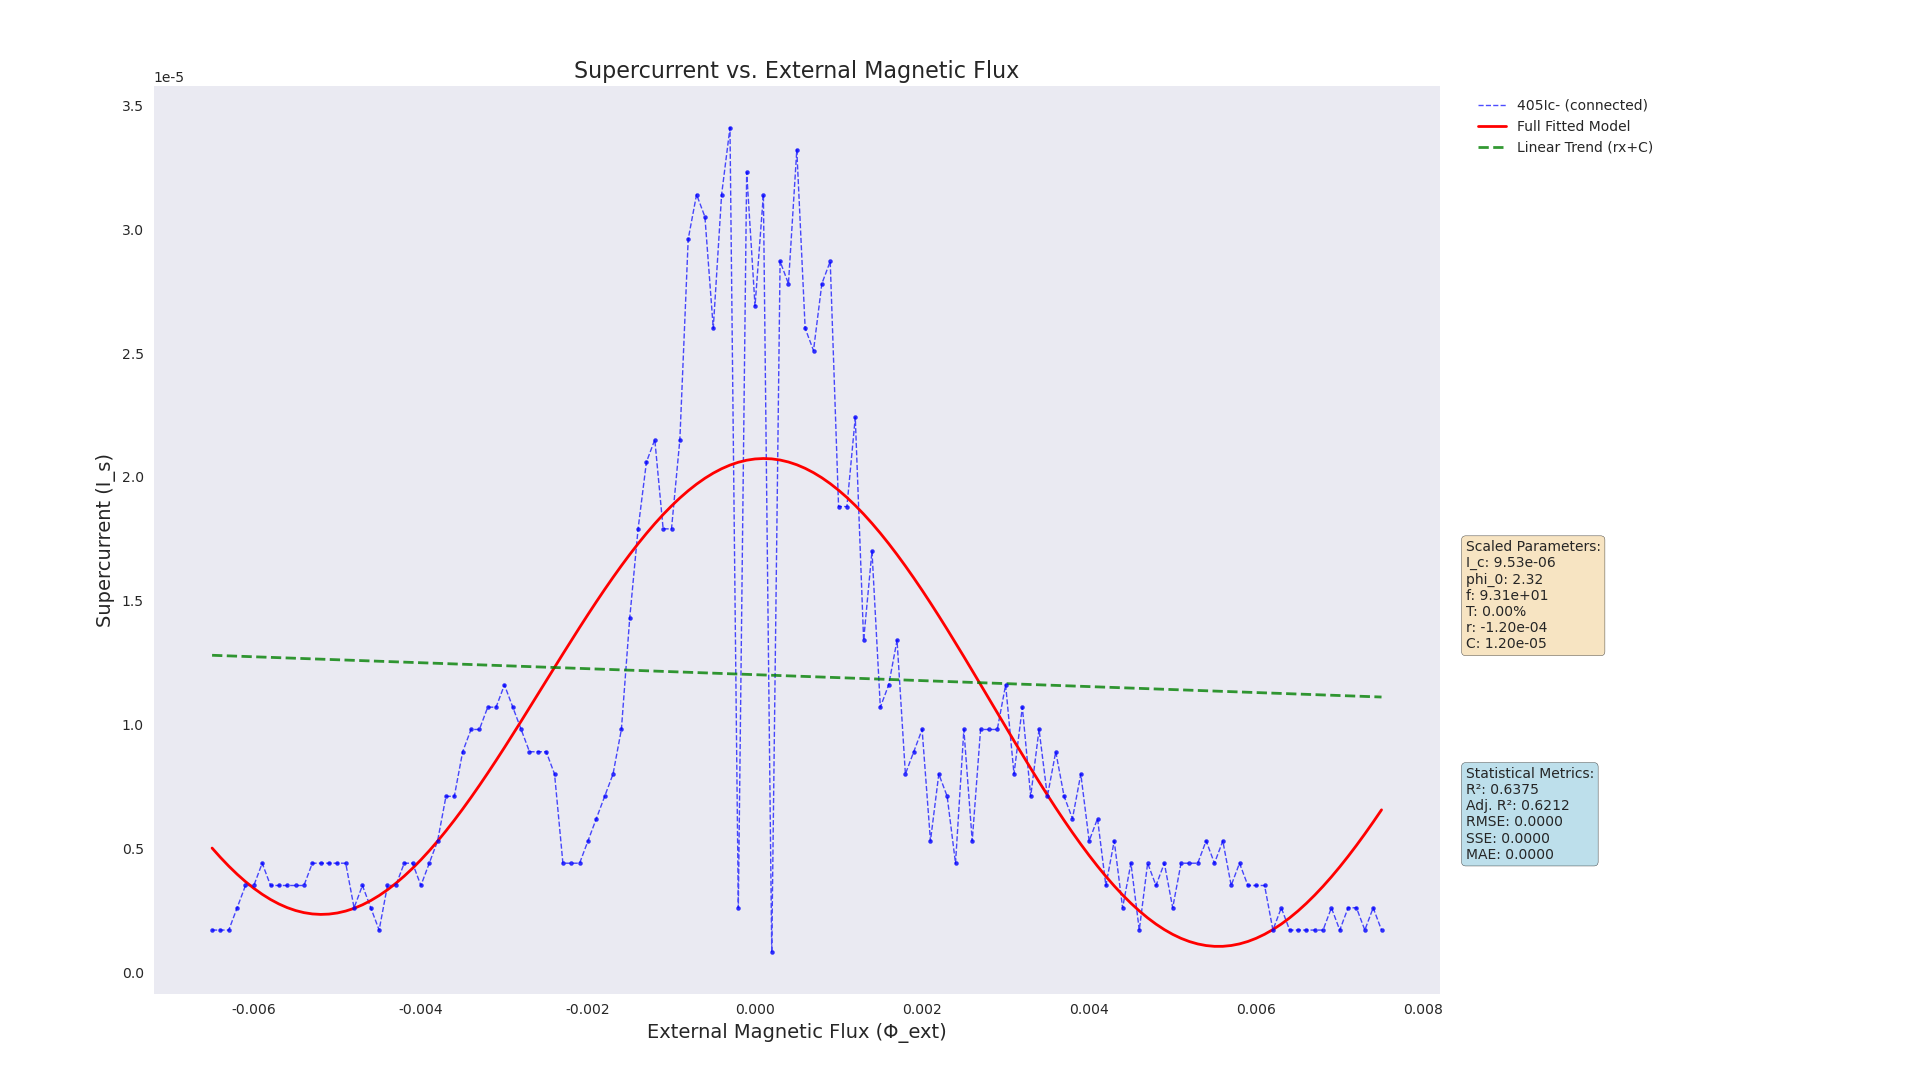 Supercurrent vs. External Magnetic Flux
1e-5
3.5
3.0
2.5
2.0
1.5
1.0
0.5
0.0
Supercurrent (I_s)
-0.006
-0.004
-0.002
0.000
0.002
0.004
0.006
0.008
External Magnetic Flux (Φ_ext)
405Ic- (connected)
Full Fitted Model
Linear Trend (rx+C)
Scaled Parameters:
I_c: 9.53e-06
phi_0: 2.32
f: 9.31e+01
T: 0.00%
r: -1.20e-04
C: 1.20e-05
Statistical Metrics:
R²: 0.6375
Adj. R²: 0.6212
RMSE: 0.0000
SSE: 0.0000
MAE: 0.0000